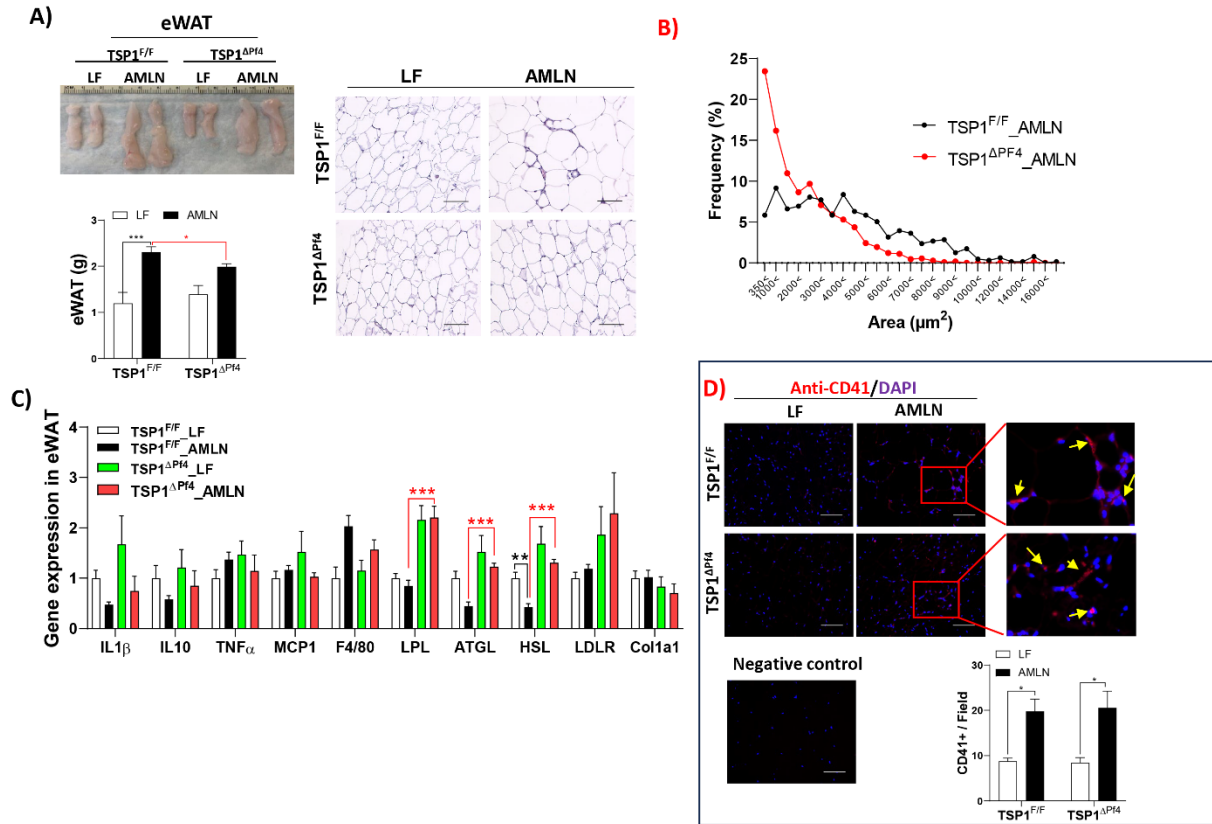 A)
eWAT
TSP1F/F TSP1ΔPf4
LF AMLN LF AMLN
LF AMLN
eWAT (g)
3
2
1
0
***
*
TSP1F/F TSP1ΔPf4
LF AMLN
TSP1F/F
TSP1ΔPf4
B)
Frequency (%)
25
20
15
10
5
0
TSP1F/F_AMLN
TSP1ΔPF4_AMLN
350< 1000< 2000< 3000< 4000< 5000< 6000< 7000< 8000< 9000< 10000< 12000< 14000< 16000<
Area (µm2)
C)
Gene expression in eWAT
4
3
2
1
0
TSP1F/F_LF
TSP1F/F_AMLN
TSP1ΔPf4_LF
TSP1ΔPf4_AMLN
***
***
**
***
IL1β IL10 TNFα MCP1 F4/80 LPL ATGL HSL LDLR Col1a1
D)
Anti-CD41/DAPI
LF AMLN
TSP1F/F
TSP1ΔPf4
Negative control
LF
AMLN
CD41+ / Field
30
20
10
0
*
*
TSP1F/F TSP1ΔPf4